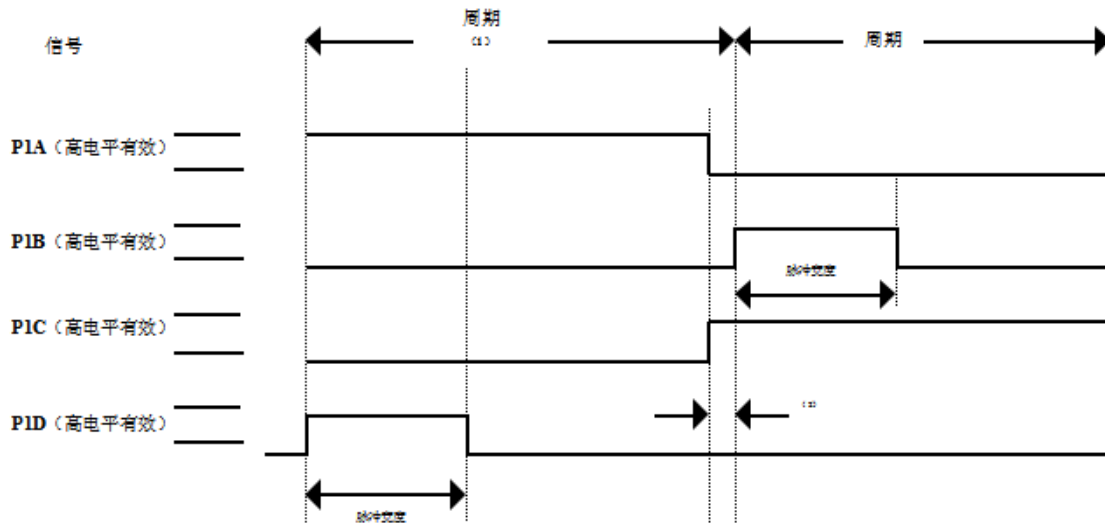 周期
信号
(1)
周期
P1A（高电平有效）
P1B（高电平有效）
脉冲宽度
P1C（高电平有效）
P1D（高电平有效）
(2)
脉冲宽度